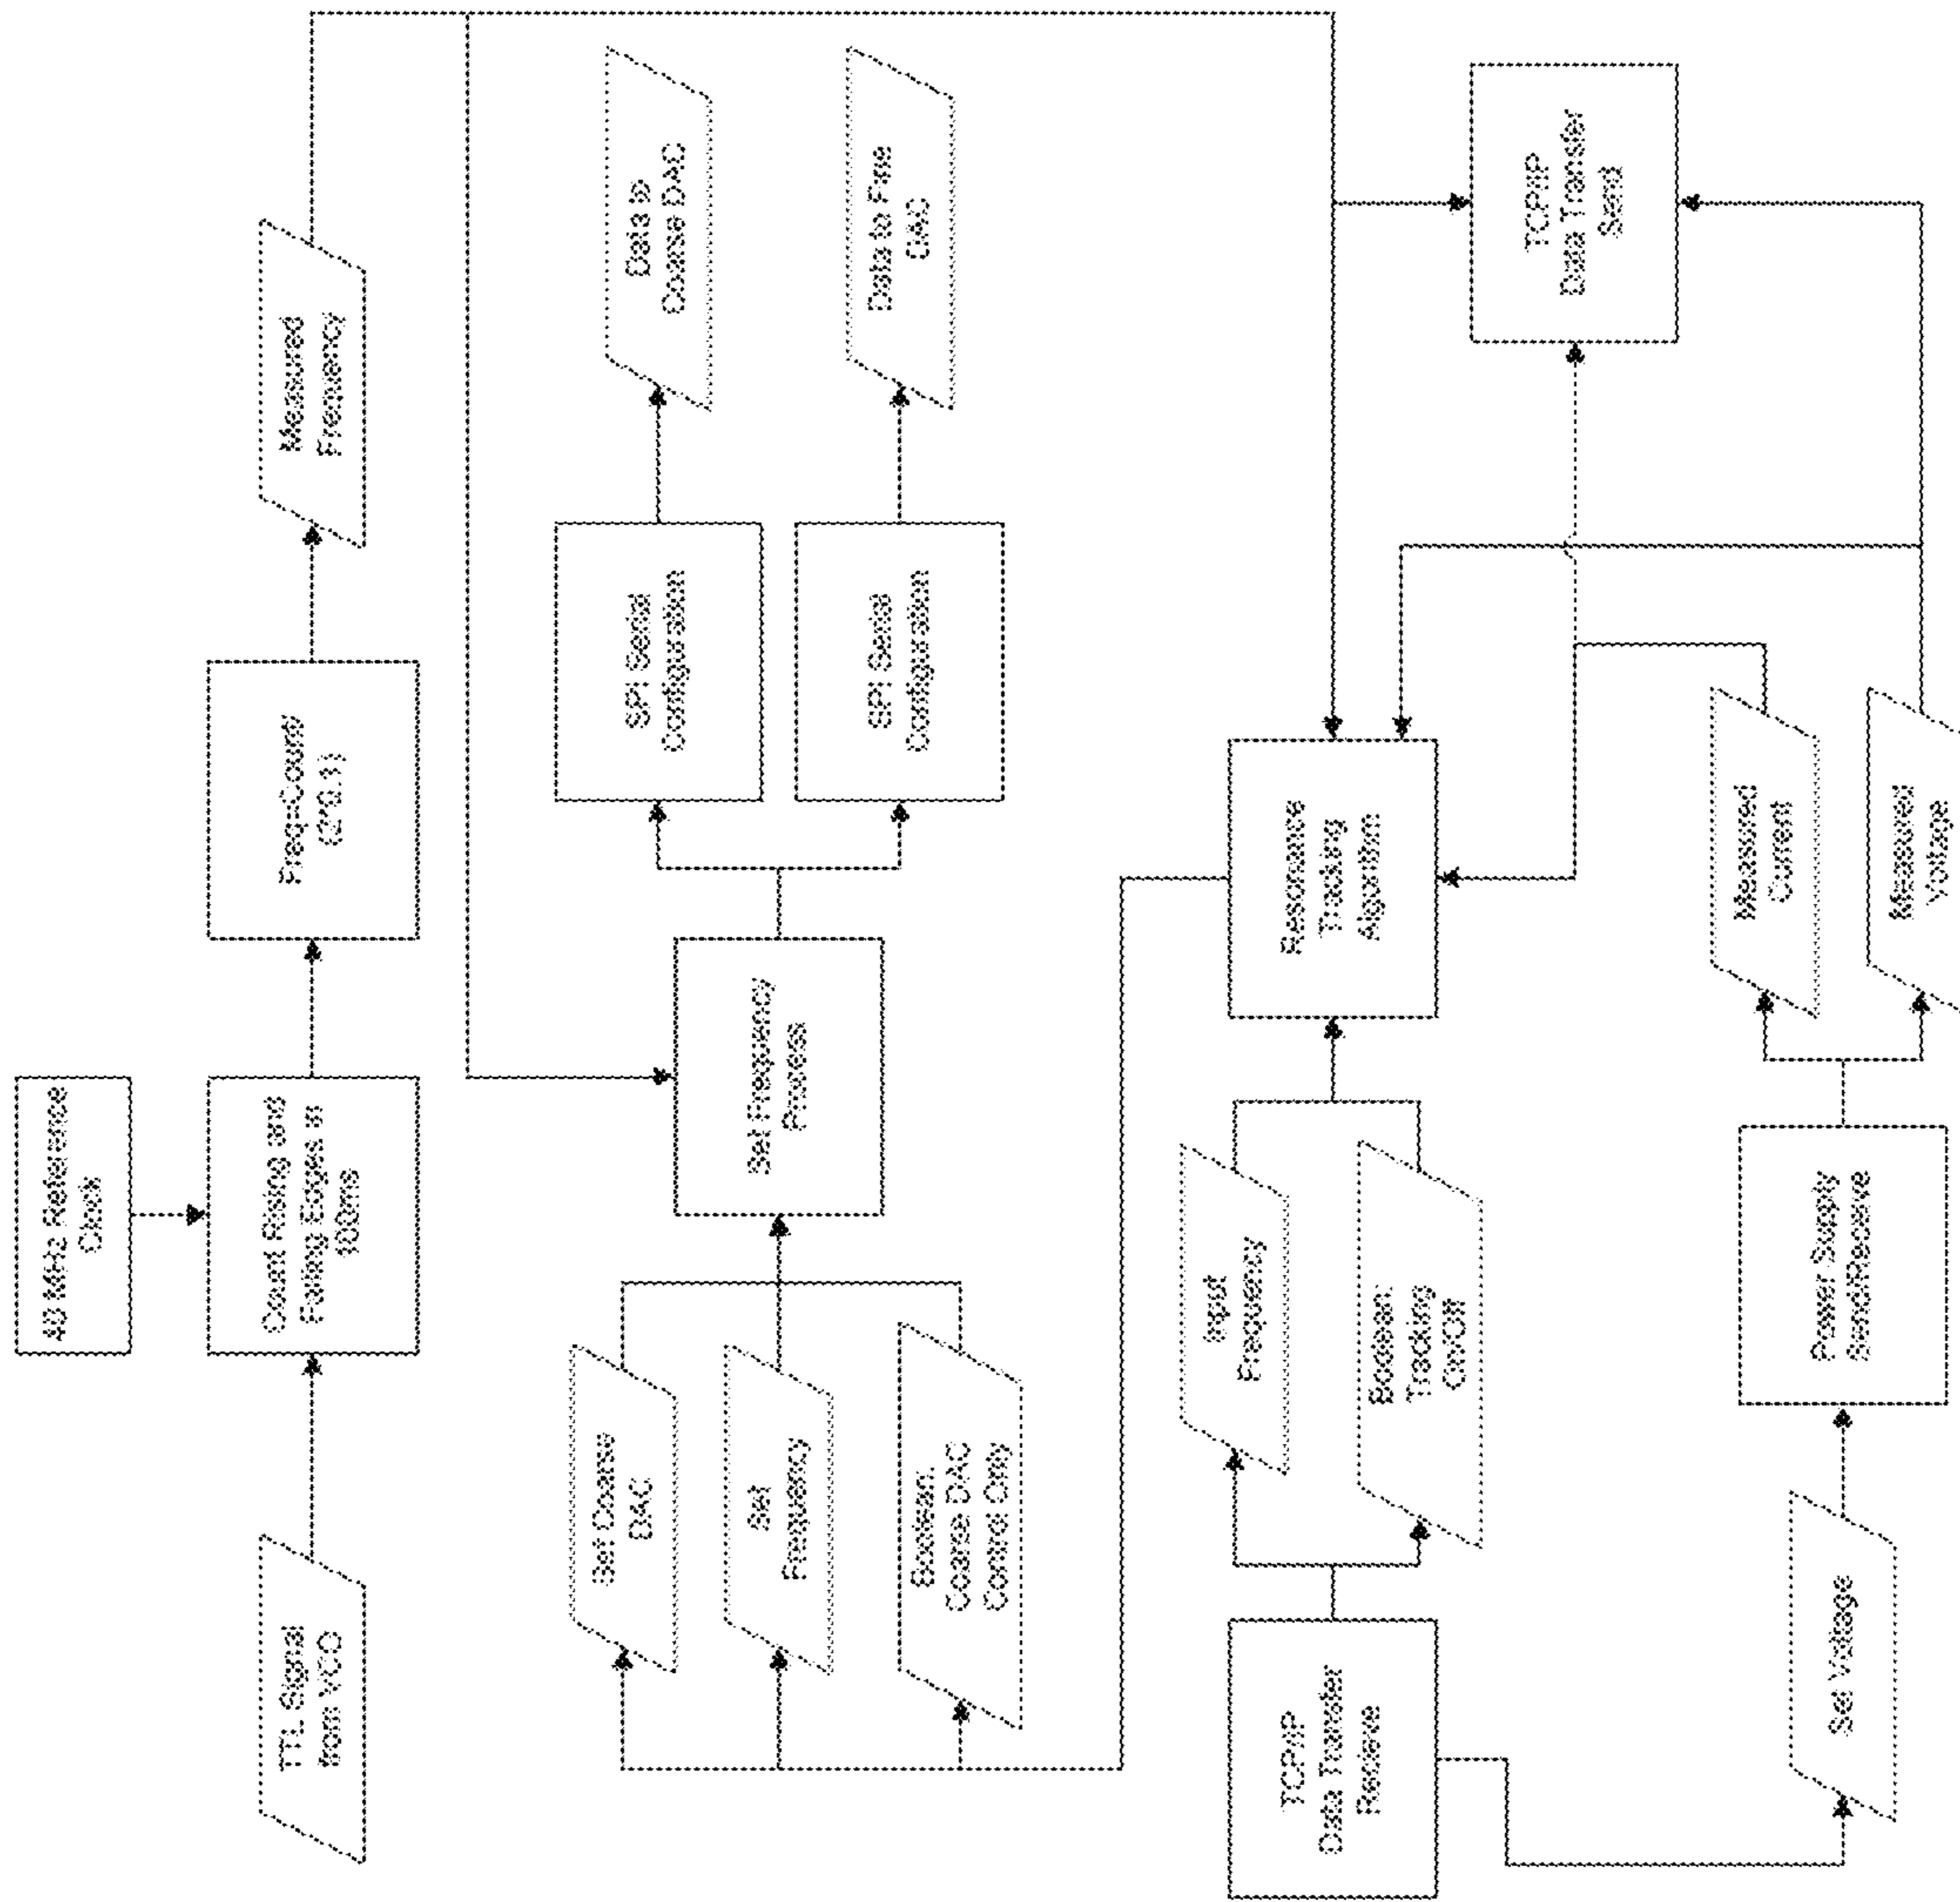 40 MHz Reference
Clock
TTL Signal
from VCO
Count Rising and
Falling Edges in
100ms
Freq=Count/
(2*0.1)
Measured
Frequency
Set Coarse
DAC
Set
Frequency
Boolean:
Coarse DAC
Control Only
Set Frequency
Process
SPI Serial
Configuration
SPI Serial
Configuration
Data to
Coarse DAC
Data to Fine
DAC
TCP/IP
Data Transfer
Recieve
Input
Frequency
Boolean:
Tracking
On/Off
Resonance
Tracking
Algorithm
TCP/IP
Data Transfer
Send
Set Voltage
Power Supply
Send/Receive
Measured
Current
Measured
Voltage